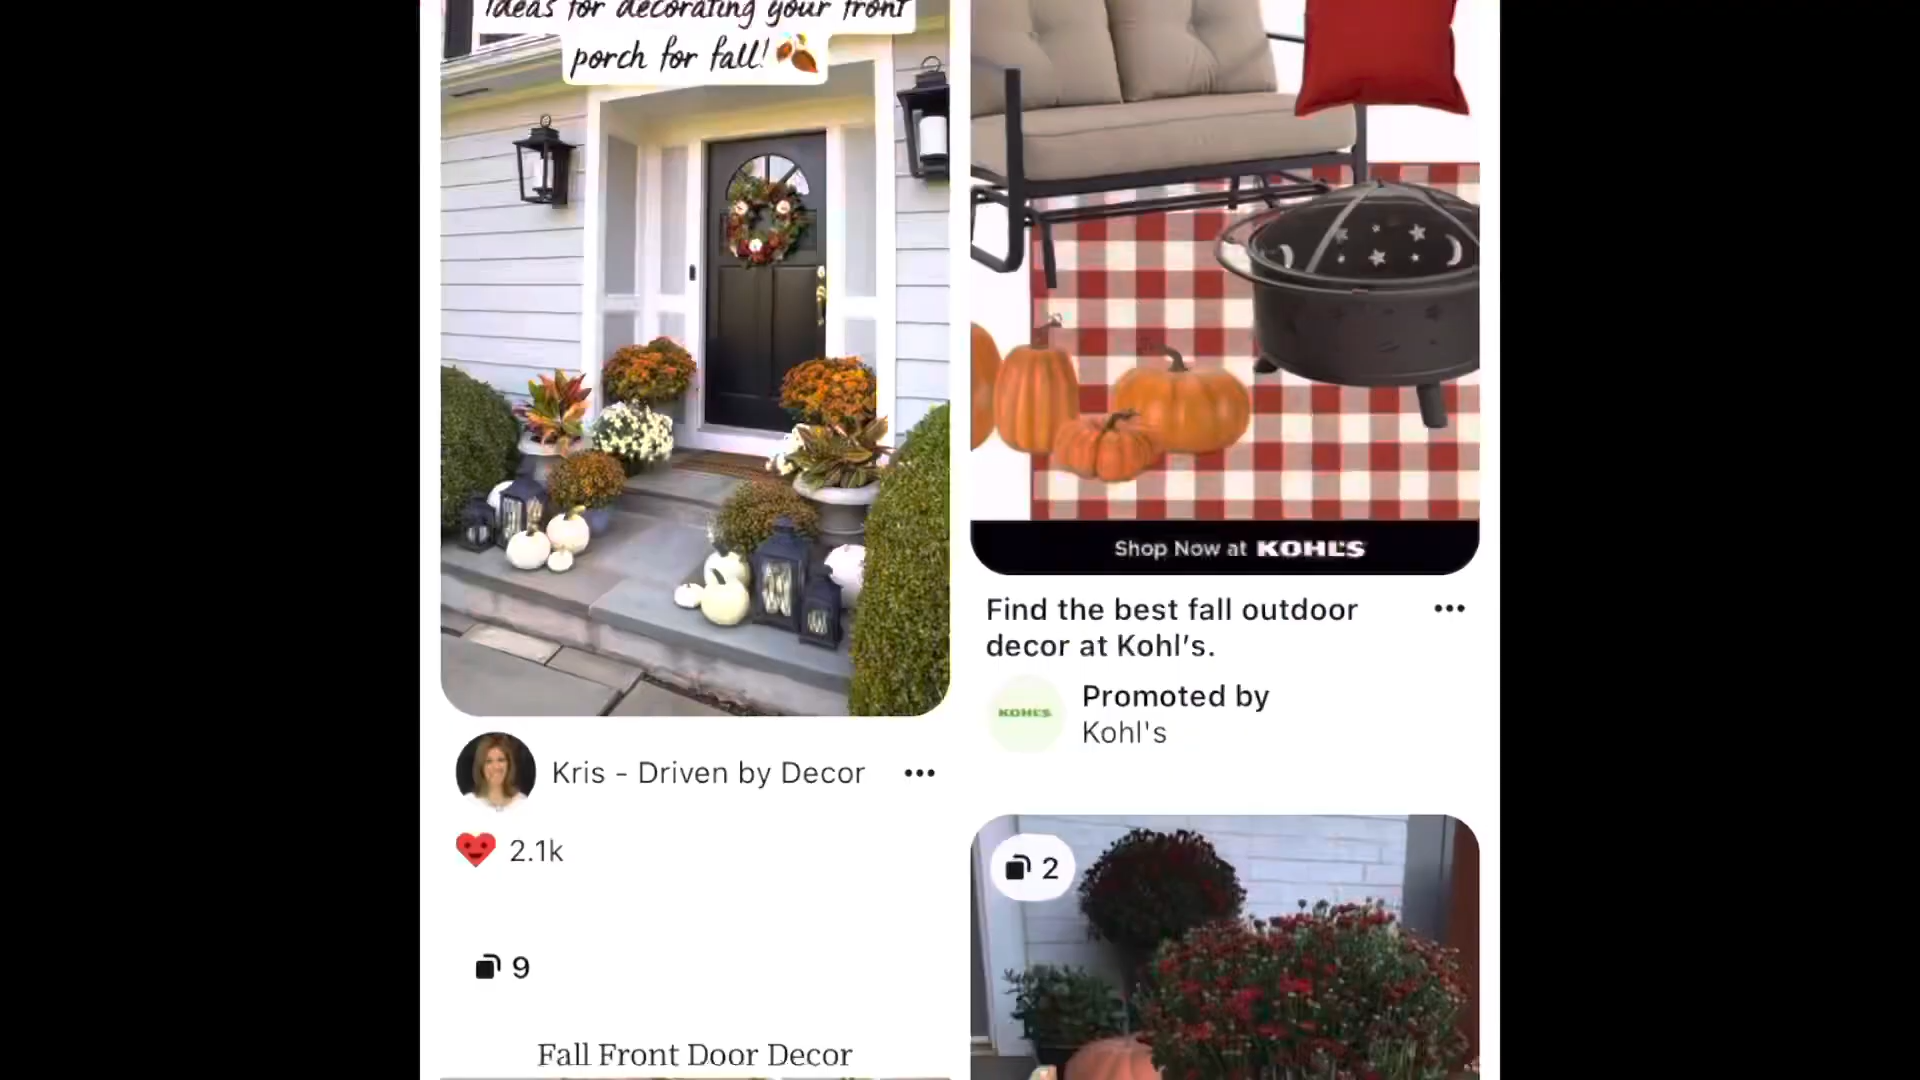 Ideas for decorating your front
porch for fall!
Kris - Driven by Decor
2.1k
9
Fall Front Door Decor
Shop Now at KOHL'S
Find the best fall outdoor
decor at Kohl's.
KOHL'S
Promoted by
Kohl's
2